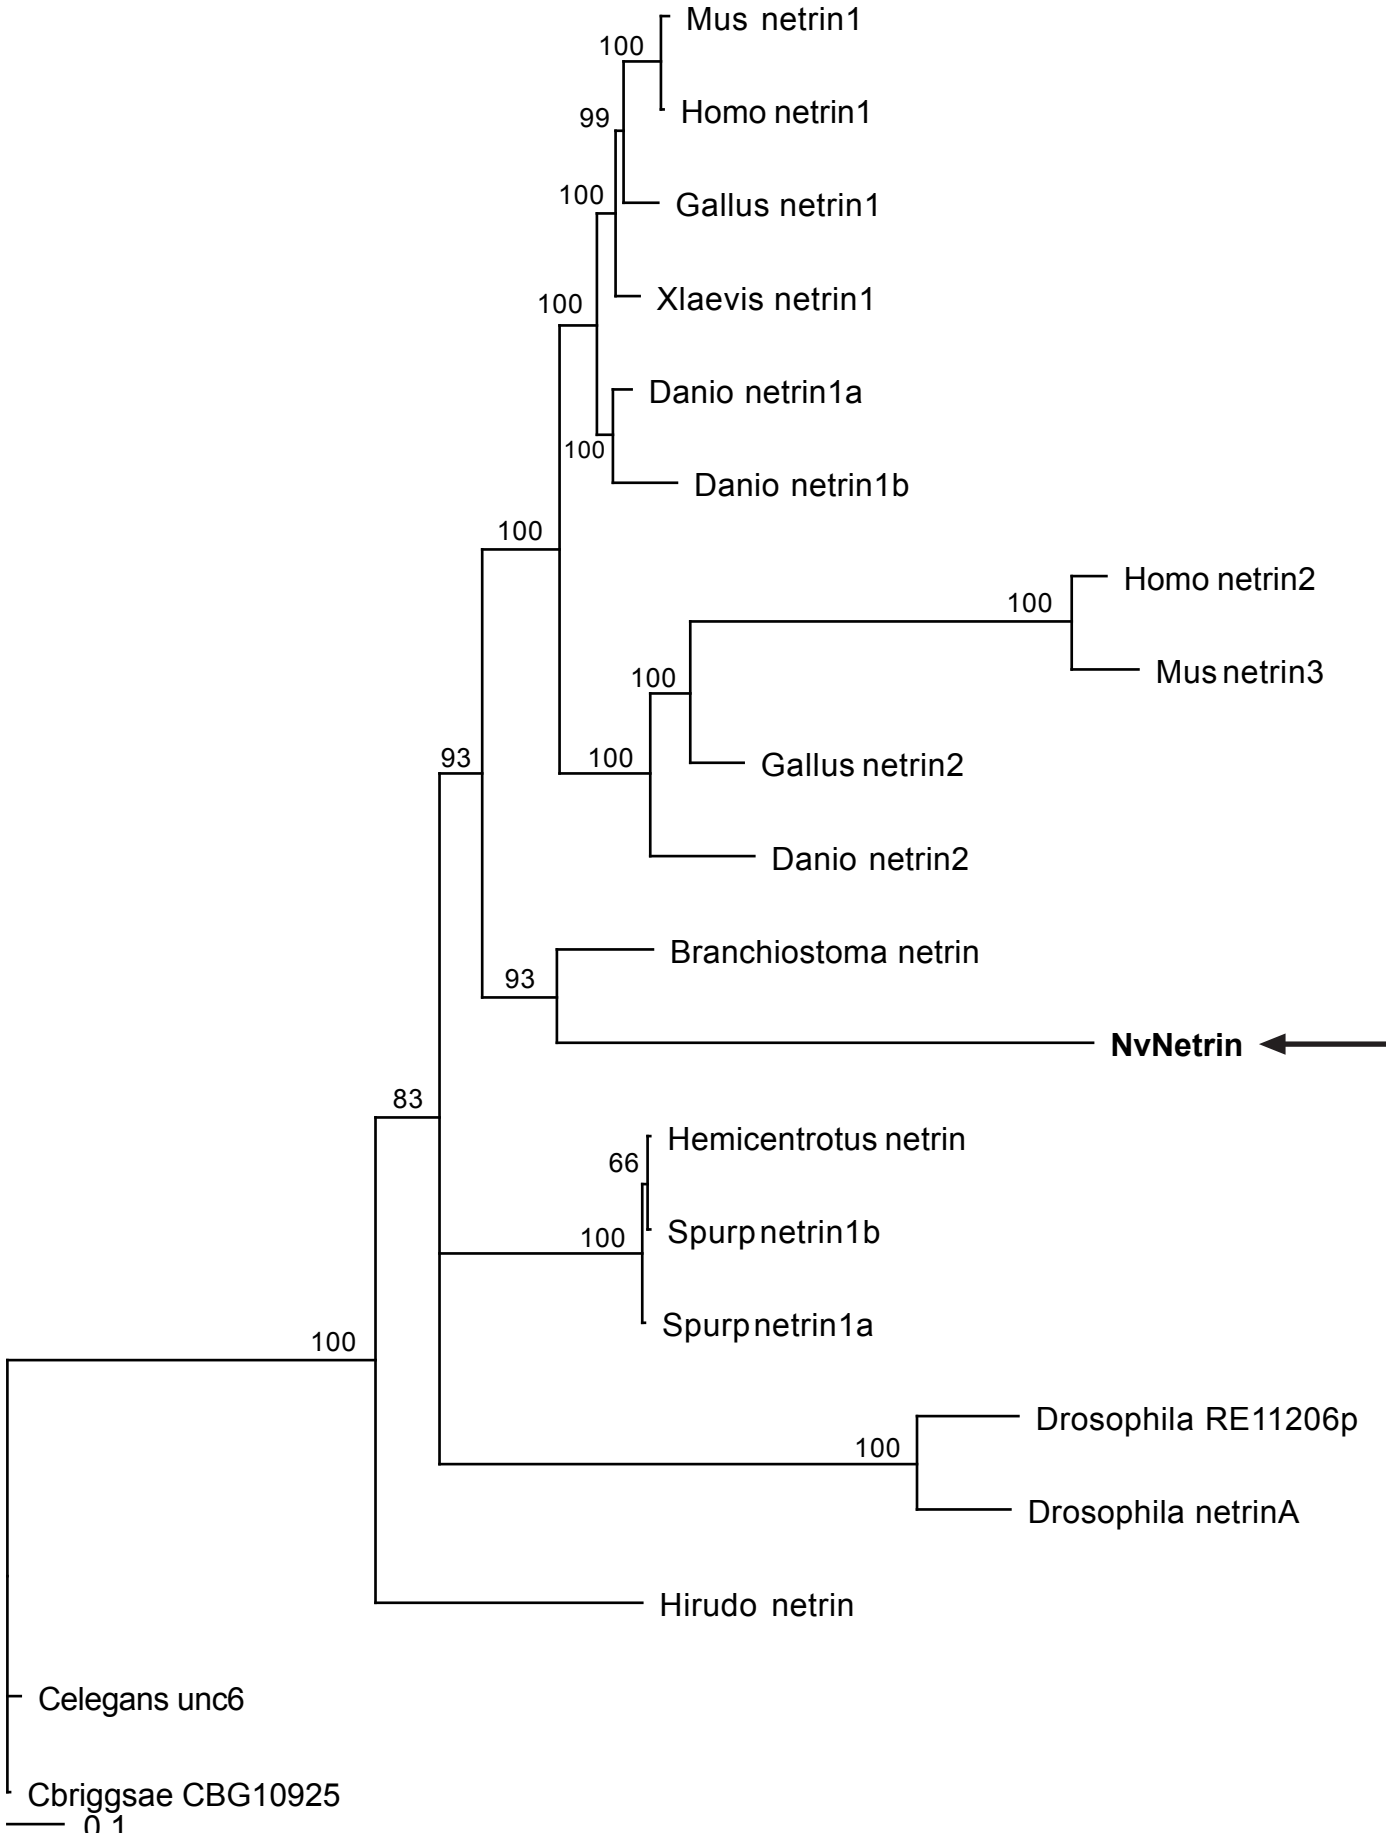 Mus netrin1
100
Homo netrin1
99
100
Gallus netrin1
Xlaevis netrin1
100
Danio netrin1a
100
Danio netrin1b
100
Homo netrin2
100
Mus netrin3
100
Gallus netrin2
93
100
Danio netrin2
Branchiostoma netrin
93
NvNetrin
83
Hemicentrotus netrin
66
Spurp netrin1b
100
Spurp netrin1a
100
Drosophila RE11206p
100
Drosophila netrinA
Hirudo netrin
Celegans unc6
Cbriggsae CBG10925
0.1